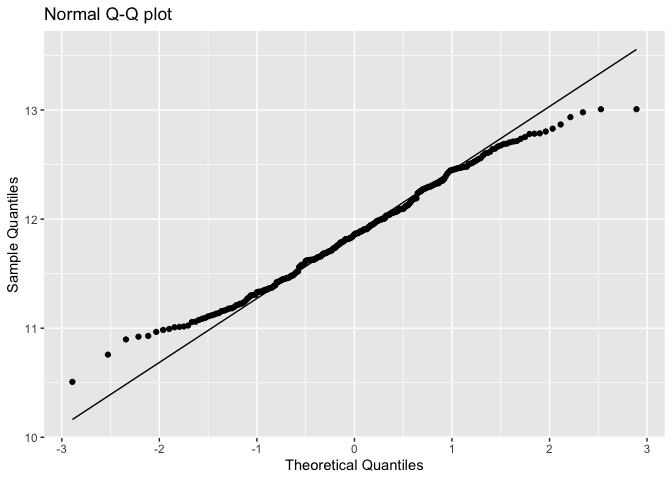 Normal Q-Q plot
Sample Quantiles
13
12
11
10
-3 -2 -1 0 1 2 3
Theoretical Quantiles